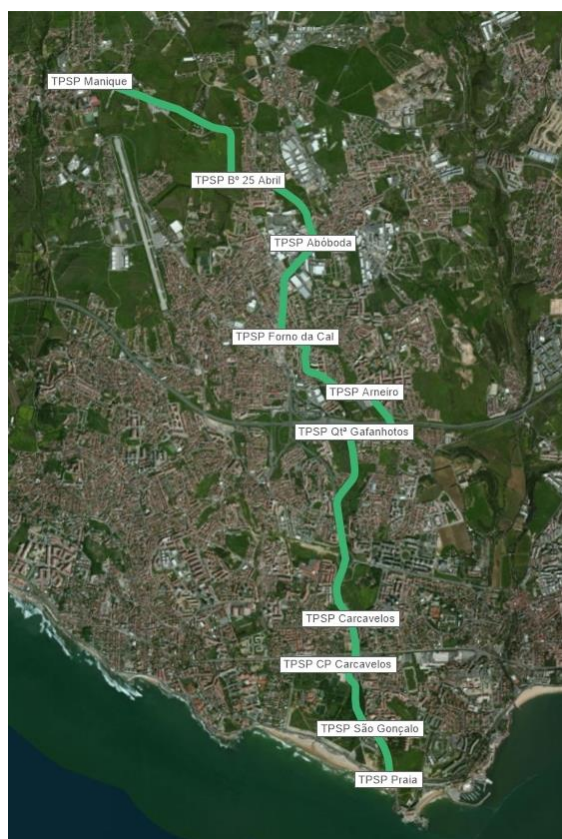 TPSP Manique
TPSP Bº 25 Abril
TPSP Abóboda
TPSP Forno da Cal
TPSP Arneiro
TPSP Qtª Gafanhotos
TPSP Carcavelos
TPSP CP Carcavelos
TPSP São Gonçalo
TPSP Praia